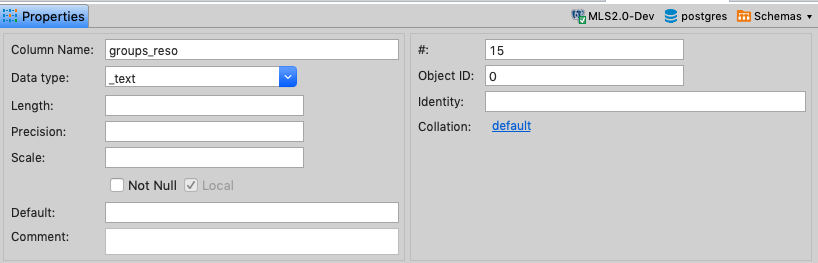 Properties
MLS2.0-Dev
postgres
Schemas
Column Name:
groups_reso
Data type:
_text
Length:
Precision:
Scale:
Not Null
Local
Default:
Comment:
#:
15
Object ID:
0
Identity:
Collation:
default